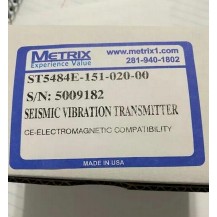 METRIX
Experience Value
www.metrix1.com
281-940-1802
ST5484E-151-020-00
S/N: 5009182
SEISMIC VIBRATION TRANSMITTER
CE-ELECTROMAGNETIC COMPATIBILITY
MADE IN USA